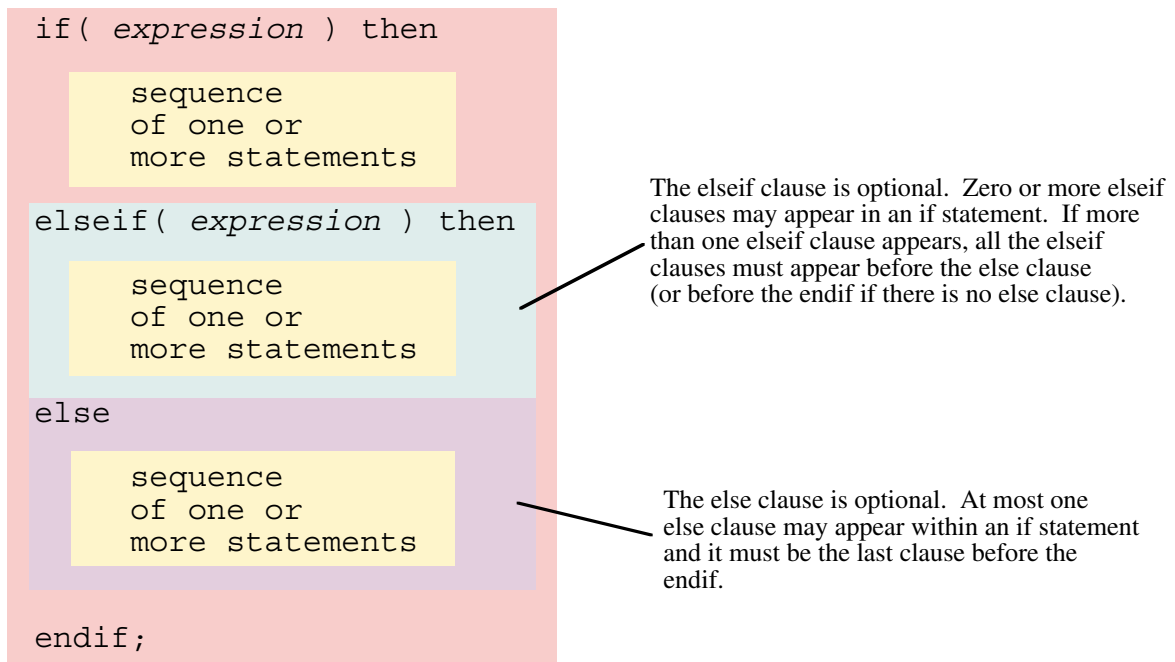 if( expression ) then
sequence
of one or
more statements
elseif( expression ) then
sequence
of one or
more statements
else
sequence
of one or
more statements
endif;
The elseif clause is optional. Zero or more elseif
clauses may appear in an if statement. If more
than one elseif clause appears, all the elseif
clauses must appear before the else clause
(or before the endif if there is no else clause).
The else clause is optional. At most one
else clause may appear within an if statement
and it must be the last clause before the
endif.